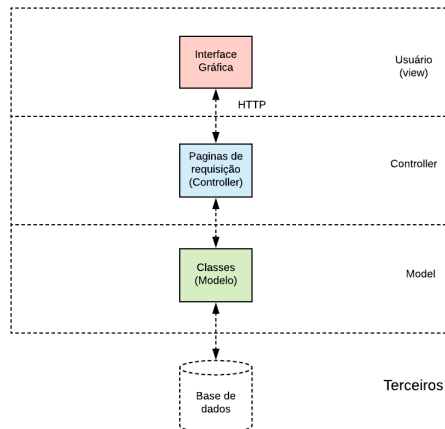 Interface
Gráfica
Usuário
(view)
HTTP
Paginas de
requisição
(Controller)
Controller
Classes
(Modelo)
Model
Terceiros
Base de
dados